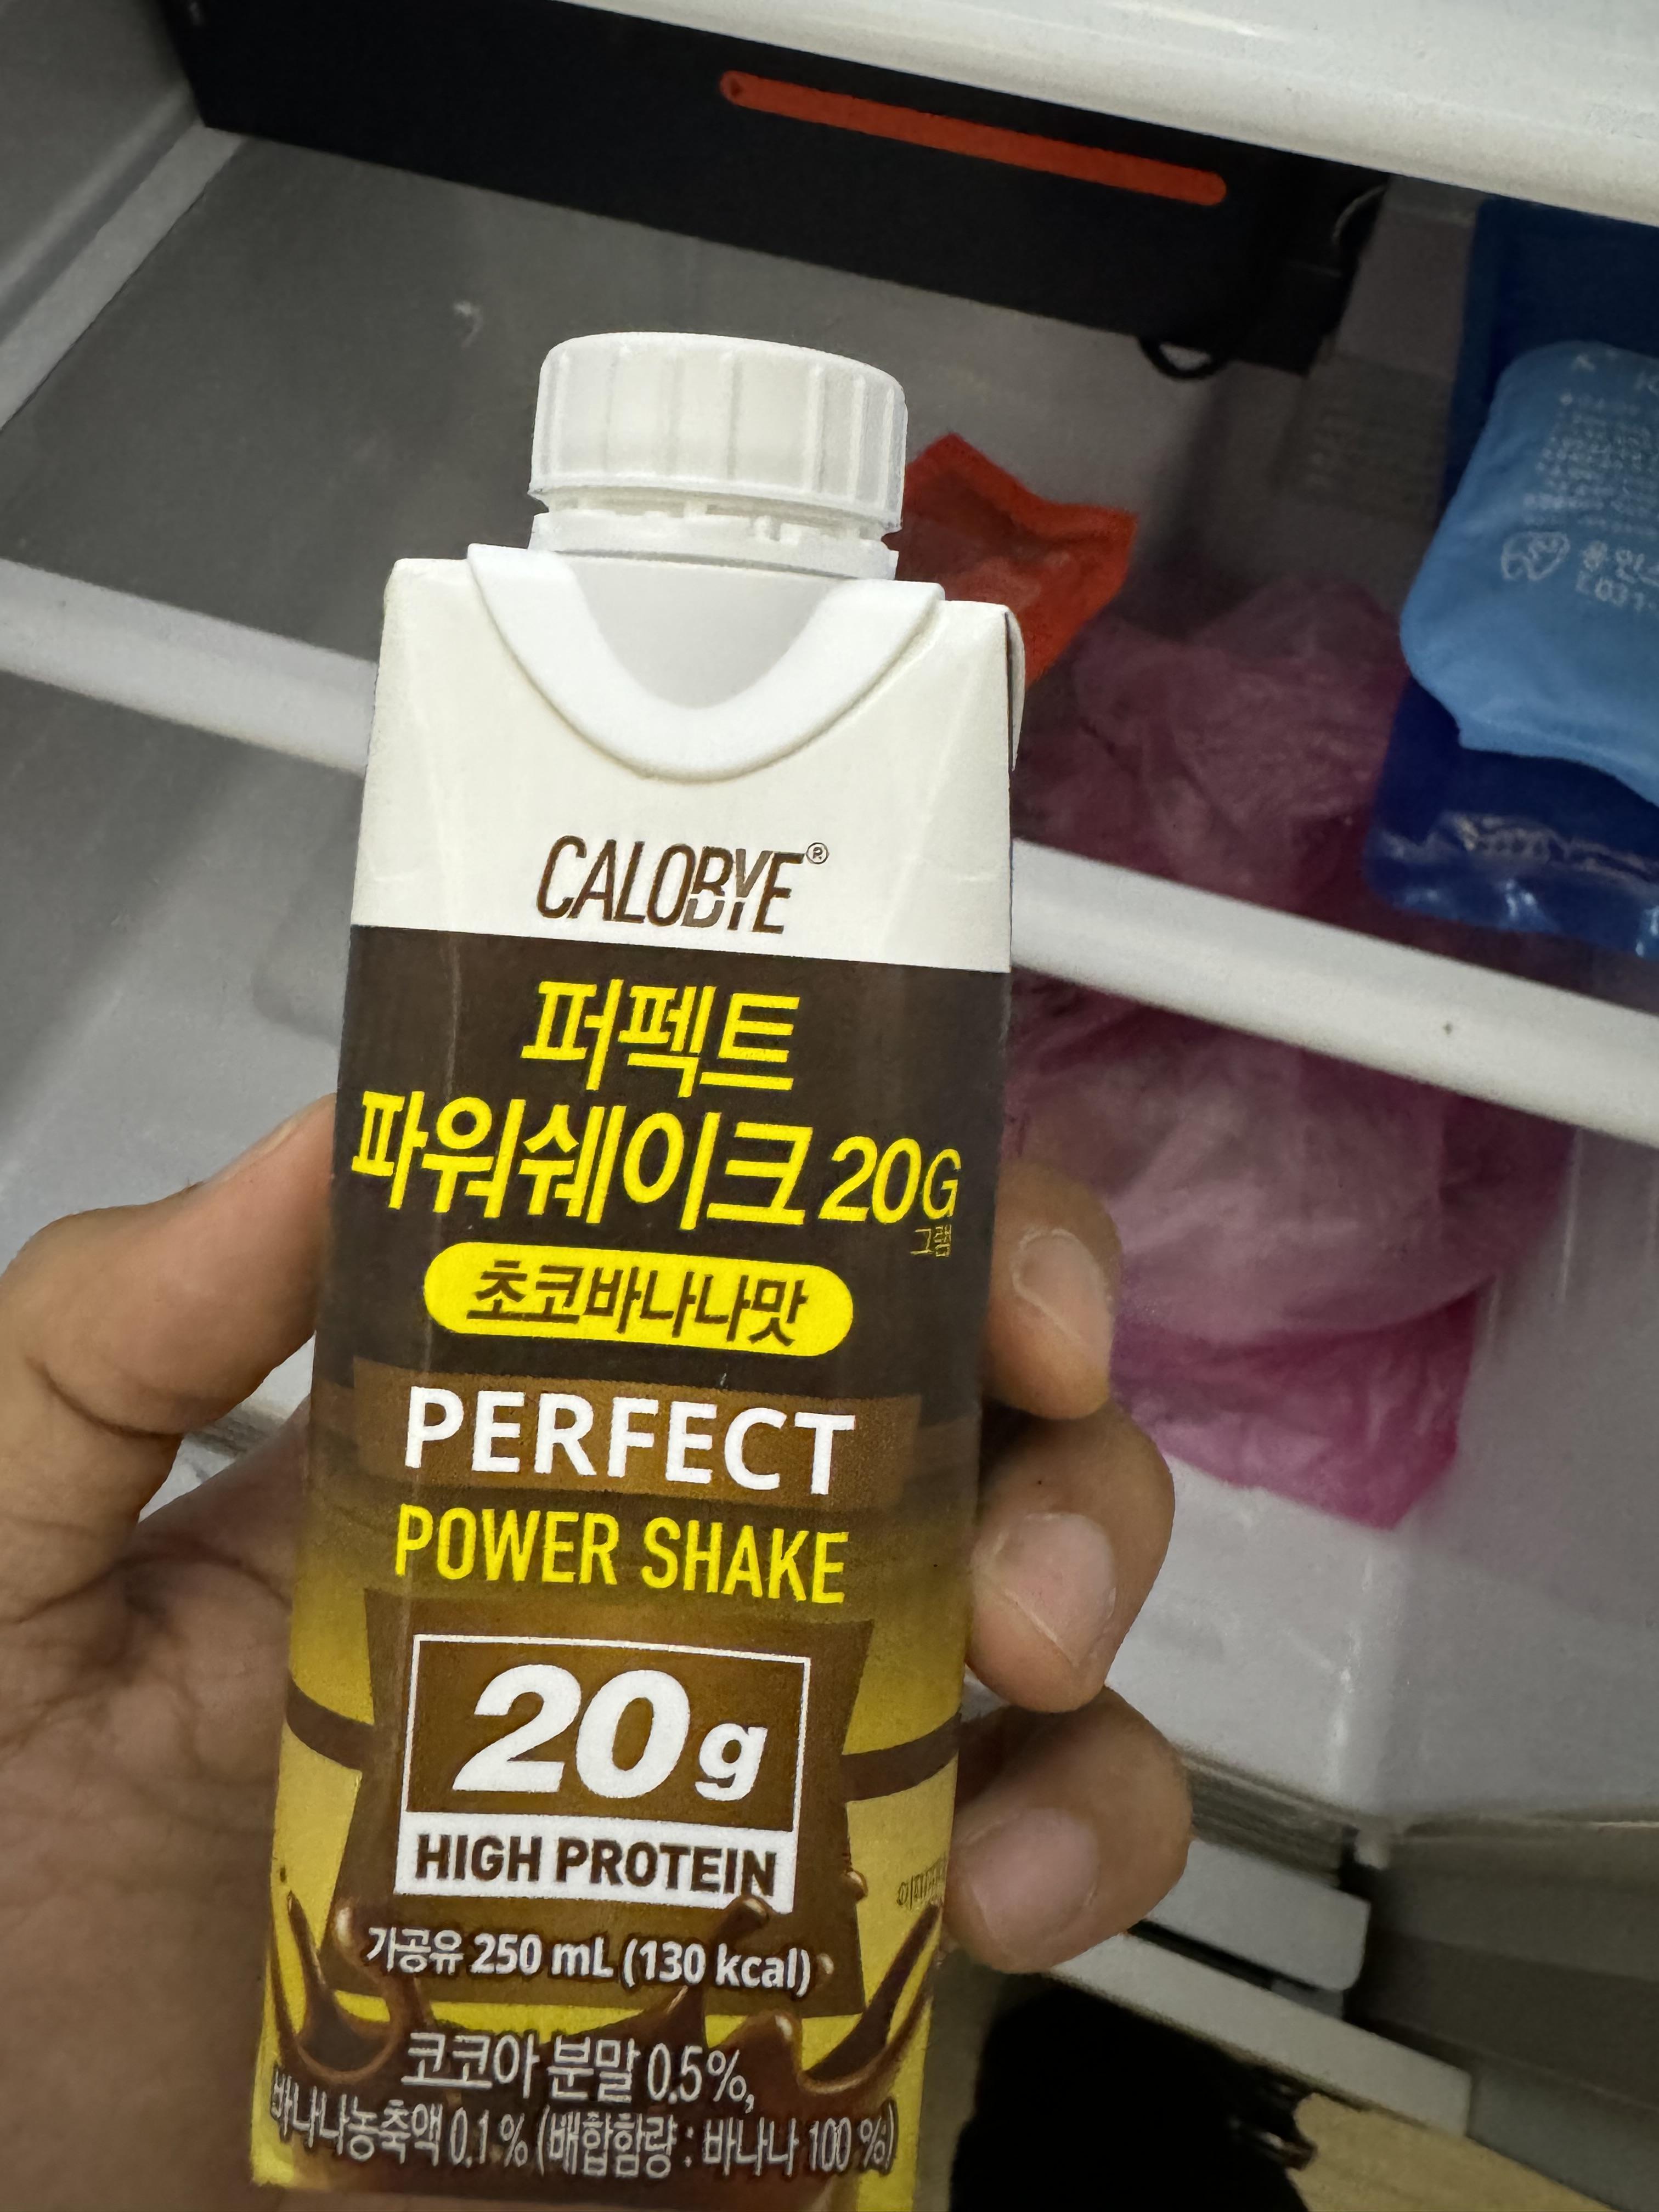 CALOBYE®
퍼펙트
파워쉐이크 20G
그램
초코바나나맛
PERFECT
POWER SHAKE
20g
HIGH PROTEIN
가공유 250 mL (130 kcal)
코코아 분말 0.5%,
바나나농축액 0.1% (배합함량 : 바나나 100%)